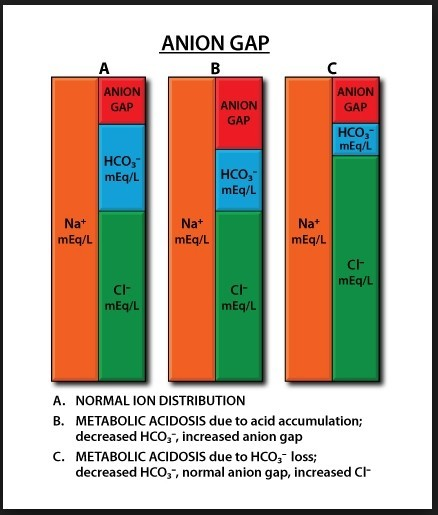 ANION GAP
A
B
C
ANION
GAP
HCO₃⁻
mEq/L
Na⁺
mEq/L
Cl⁻
mEq/L
ANION
GAP
HCO₃⁻
mEq/L
Na⁺
mEq/L
Cl⁻
mEq/L
ANION
GAP
HCO₃⁻
mEq/L
Na⁺
mEq/L
Cl⁻
mEq/L
A. NORMAL ION DISTRIBUTION
B. METABOLIC ACIDOSIS due to acid accumulation;
decreased HCO₃⁻, increased anion gap
C. METABOLIC ACIDOSIS due to HCO₃⁻ loss;
decreased HCO₃⁻, normal anion gap, increased Cl⁻